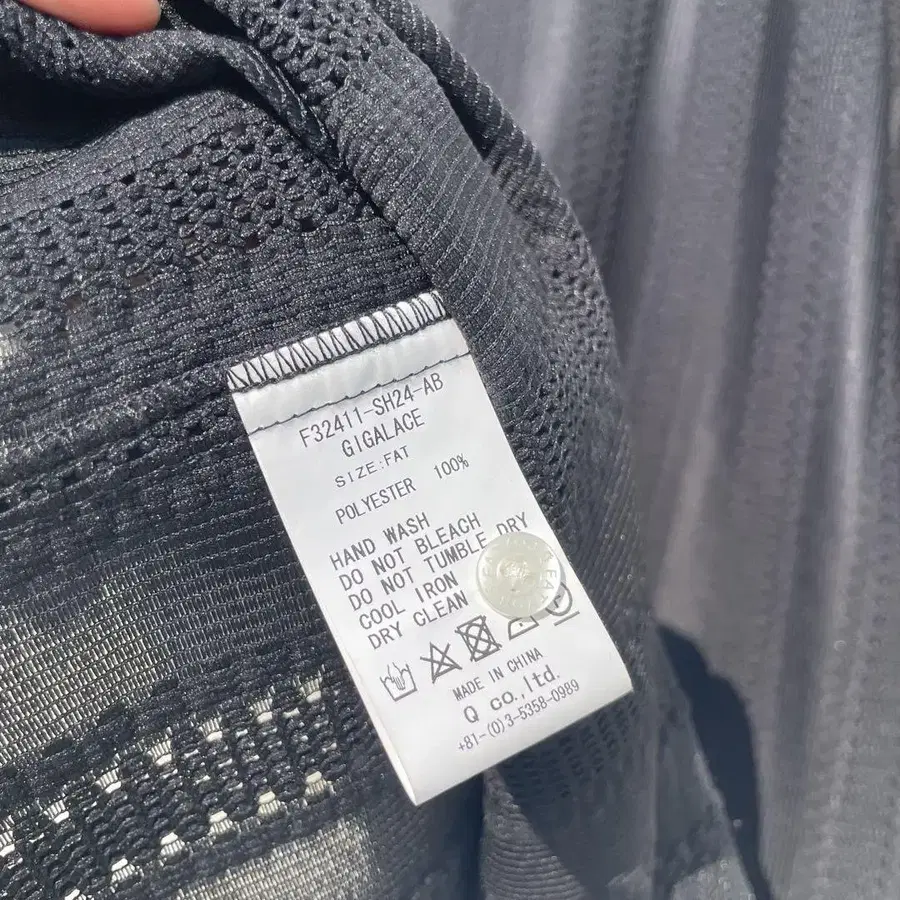 F32411-SH24-AB
GIGALACE
SIZE:FAT
POLYESTER 100%
HAND WASH
DO NOT BLEACH
DO NOT TUMBLE DRY
COOL IRON
DRY CLEAN
MADE IN CHINA
Q co.,ltd.
+81-(0)3-5358-0989